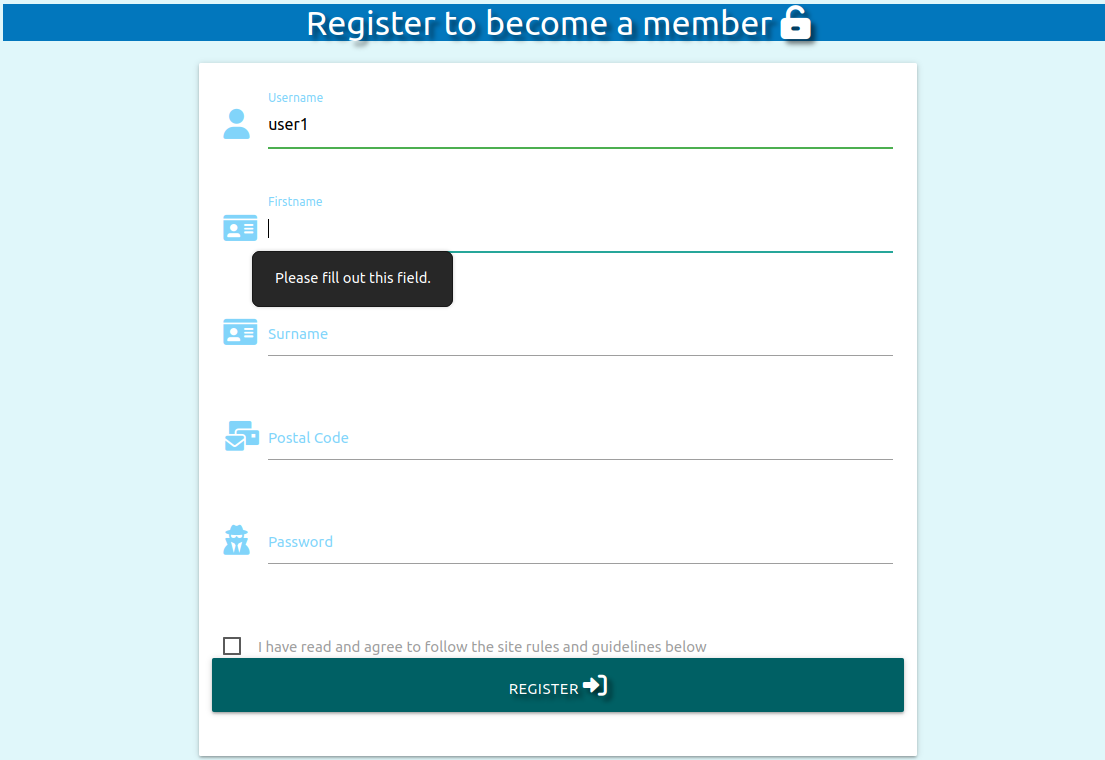 Register to become a member
Username
user1
Firstname
Please fill out this field.
Surname
Postal Code
Password
I have read and agree to follow the site rules and guidelines below
REGISTER